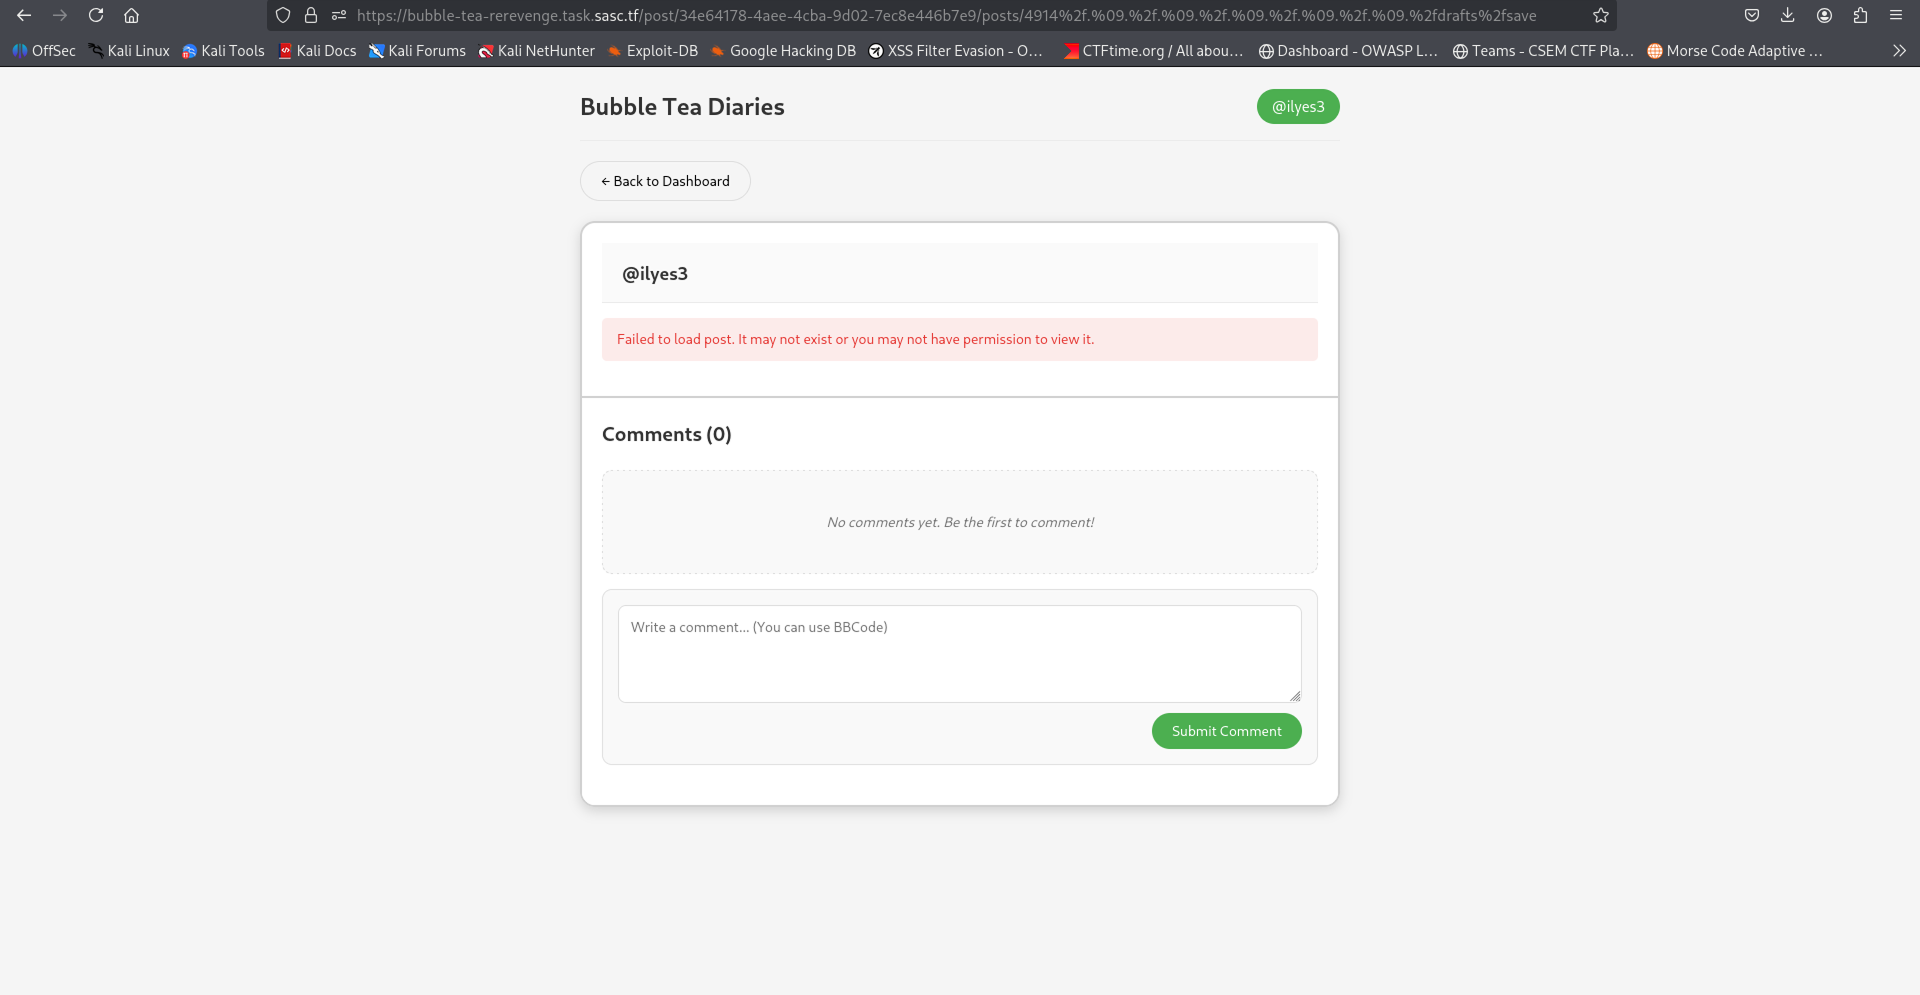 https://bubble-tea-rerevenge.task.sasc.tf/post/34e64178-4aee-4cba-9d02-7ec8e446b7e9/posts/4914%2f.%09.%2f.%09.%2f.%09.%2f.%09.%2f.%09.%2fdrafts%2fsave
OffSec Kali Linux Kali Tools Kali Docs Kali Forums Kali NetHunter Exploit-DB Google Hacking DB XSS Filter Evasion - O... CTFtime.org / All abou... Dashboard - OWASP L... Teams - CSEM CTF Pla... Morse Code Adaptive ...
Bubble Tea Diaries @ilyes3
← Back to Dashboard
@ilyes3
Failed to load post. It may not exist or you may not have permission to view it.
Comments (0)
No comments yet. Be the first to comment!
Write a comment... (You can use BBCode)
Submit Comment